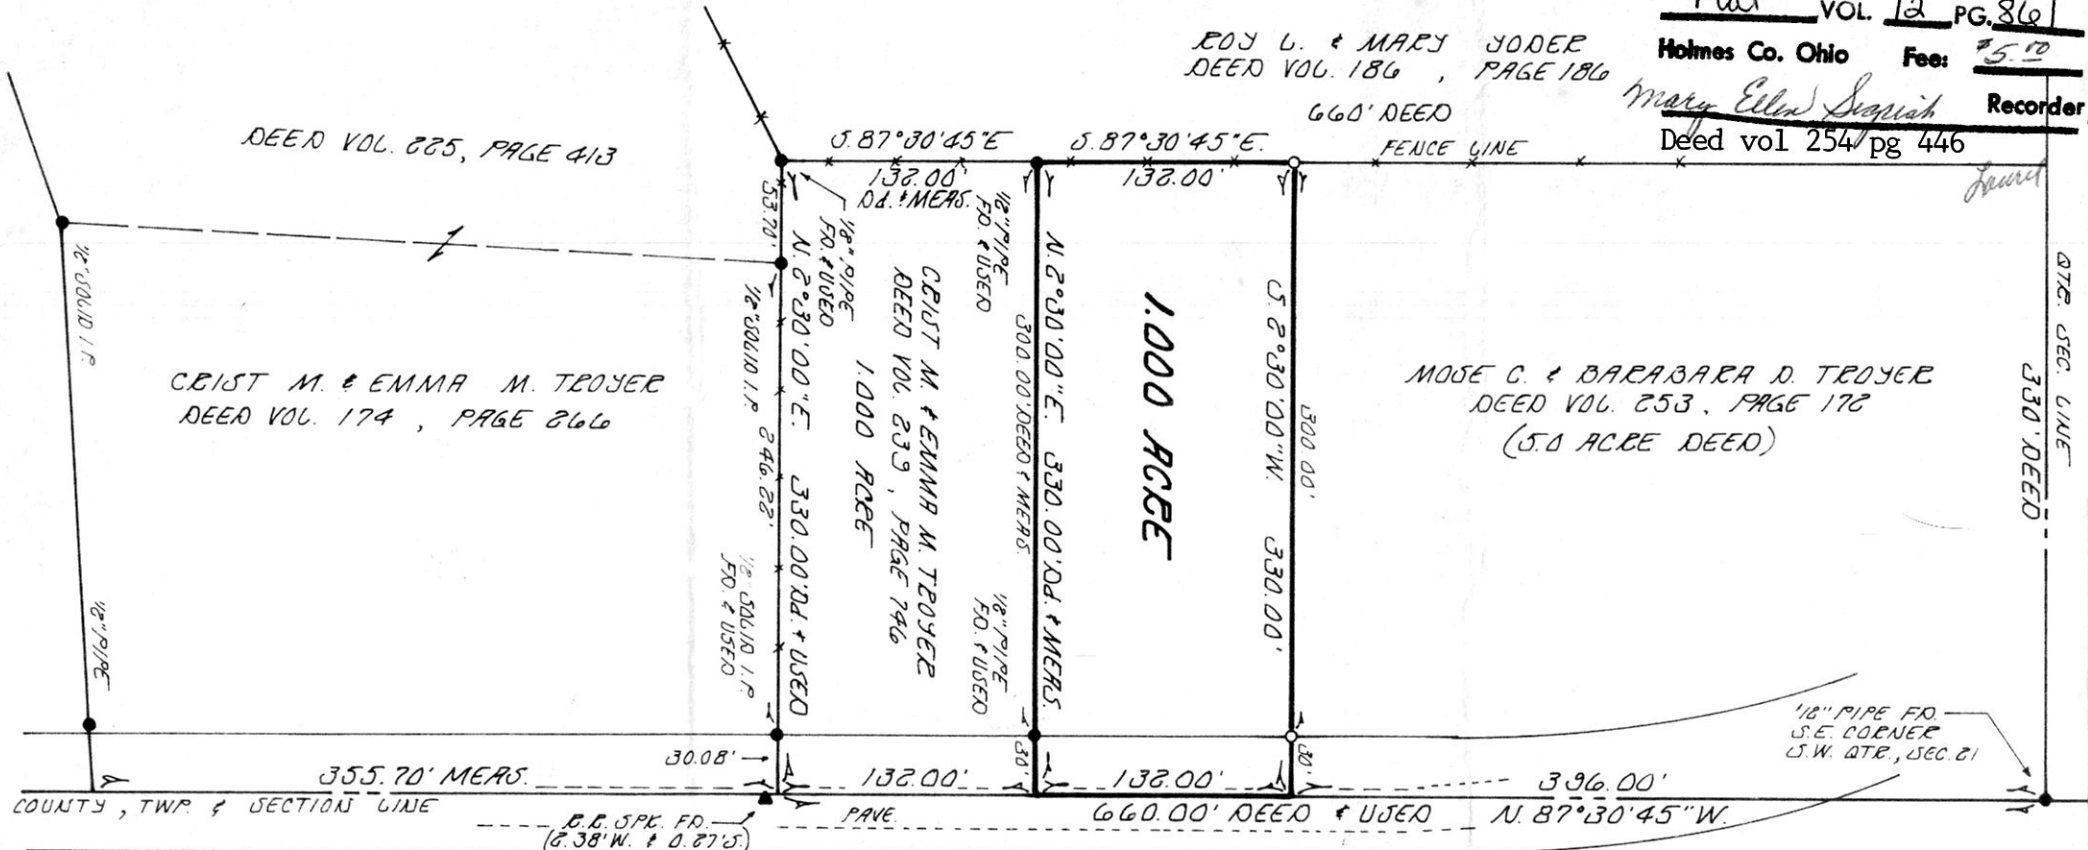 Plat VOL. 12 PG. 861
Holmes Co. Ohio Fee: $5.00
Mary Ellen Recorder
Deed vol 254 pg 446
Laurel
ROY L. & MARY YODER
DEED VOL. 186 , PAGE 186
660' DEED
FENCE LINE
DEED VOL. 225, PAGE 413
S. 87°30'45"E
132.00'
Dd. & MEAS.
S. 87°30'45"E.
132.00'
53.70'
1/2" PIPE
FD. & USED
1/2" PIPE
FD. & USED
1/2" SOLID I.P.
1/2" PIPE
CRIST M. & EMMA M. TROYER
DEED VOL. 174 , PAGE 266
1/2" SOLID I.P. 246.22'
1/2" SOLID I.P.
FD. & USED
N. 2°30'00"E. 330.00'Dd. & USED
CRIST M. & EMMA M. TROYER
DEED VOL. 239 , PAGE 746
1.000 ACRE
300.00' DEED & MEAS.
1/2" PIPE
FD. & USED
N. 2°30'00"E. 330.00'Dd. & MEAS.
1.000 ACRE
S. 2°30'00"W. 330.00'
300.00'
MOSE C. & BARABARA D. TROYER
DEED VOL. 253 , PAGE 172
(5.0 ACRE DEED)
QTR. SEC. LINE
330' DEED
1/2" PIPE FD.
S.E. CORNER
S.W. QTR., SEC. 21
30.08'
30'
30'
355.70' MEAS.
132.00'
132.00'
396.00'
COUNTY , TWP. & SECTION LINE
R.R. SPK. FD.
(2.38'W. & 0.27'S.)
PAVE.
660.00' DEED & USED N. 87°30'45"W.